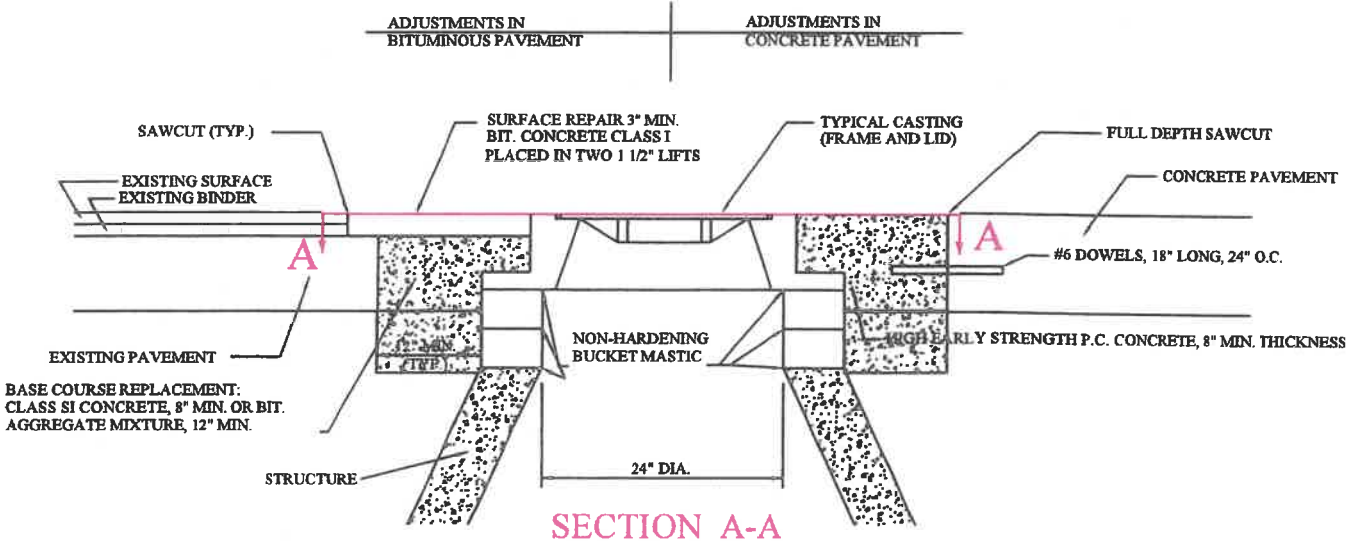 ADJUSTMENTS IN
BITUMINOUS PAVEMENT
ADJUSTMENTS IN
CONCRETE PAVEMENT
SAWCUT (TYP.)
SURFACE REPAIR 3" MIN.
BIT. CONCRETE CLASS I
PLACED IN TWO 1 1/2" LIFTS
TYPICAL CASTING
(FRAME AND LID)
FULL DEPTH SAWCUT
CONCRETE PAVEMENT
EXISTING SURFACE
EXISTING BINDER
A
A
#6 DOWELS, 18" LONG, 24" O.C.
EXISTING PAVEMENT
MIN.
(TYP.)
NON-HARDENING
BUCKET MASTIC
HIGH EARLY STRENGTH P.C. CONCRETE, 8" MIN. THICKNESS
BASE COURSE REPLACEMENT:
CLASS SI CONCRETE, 8" MIN. OR BIT.
AGGREGATE MIXTURE, 12" MIN.
STRUCTURE
24" DIA.
SECTION A-A